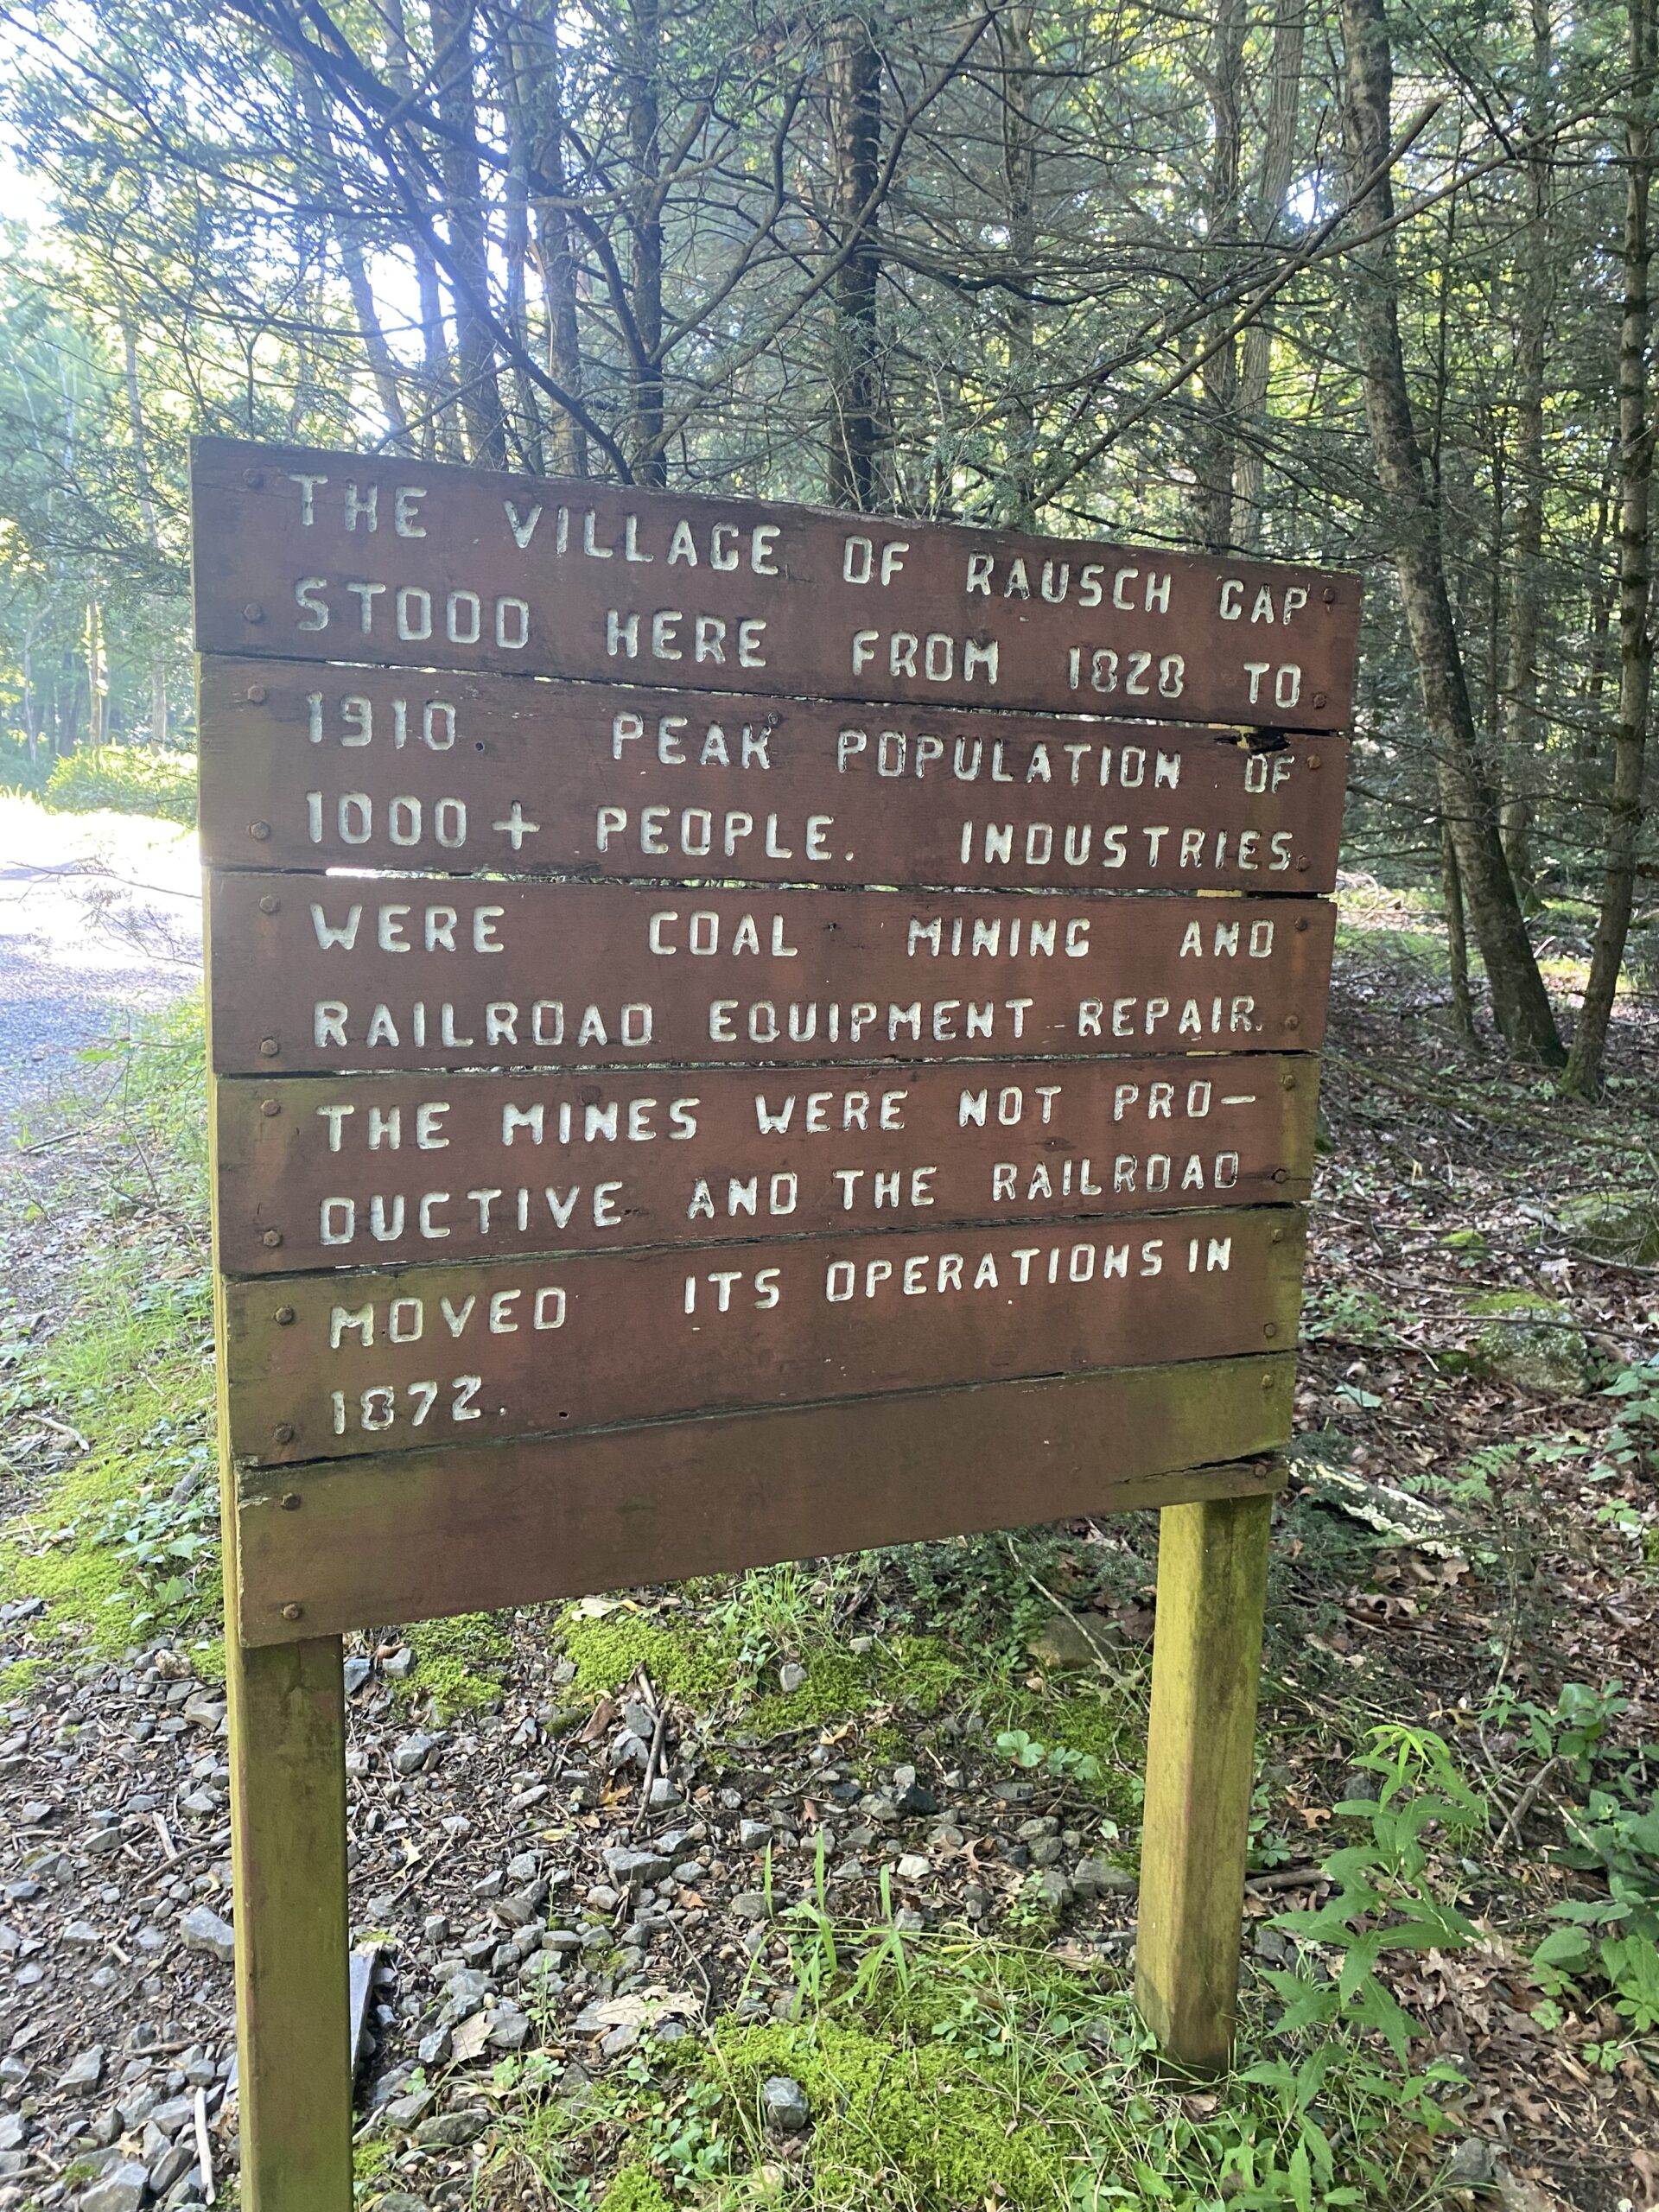 THE VILLAGE OF RAUSCH GAP
STOOD HERE FROM 1828 TO
1910. PEAK POPULATION OF
1000+ PEOPLE. INDUSTRIES
WERE COAL MINING AND
RAILROAD EQUIPMENT REPAIR.
THE MINES WERE NOT PRO-
DUCTIVE AND THE RAILROAD
MOVED ITS OPERATIONS IN
1872.